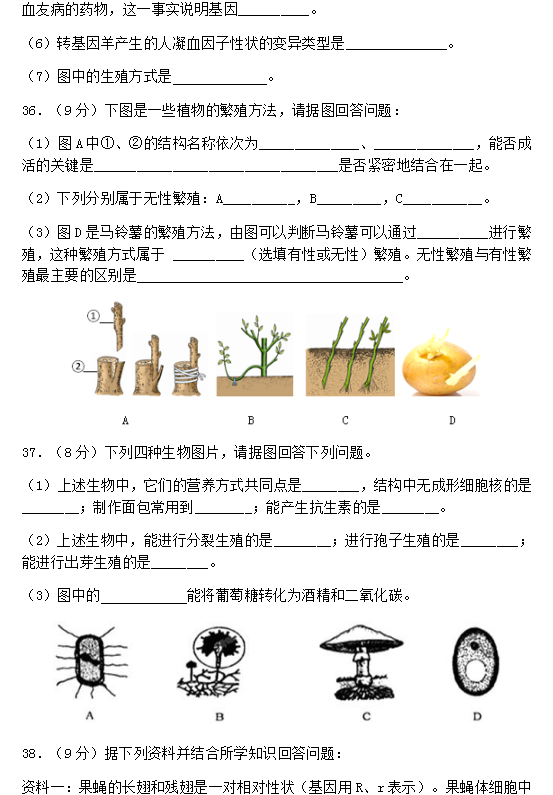 血友病的药物，这一事实说明基因__________。
（6）转基因羊产生的人凝血因子性状的变异类型是______________。
（7）图中的生殖方式是_____________。
36．（9分）下图是一些植物的繁殖方法，请据图回答问题：
（1）图A中①、②的结构名称依次为______________、______________，能否成
活的关键是__________________________________是否紧密地结合在一起。
（2）下列分别属于无性繁殖：A__________，B_________，C___________。
（3）图D是马铃薯的繁殖方法，由图可以判断马铃薯可以通过__________进行繁
殖，这种繁殖方式属于 __________（选填有性或无性）繁殖。无性繁殖与有性繁
殖最主要的区别是_____________________________________。
①
②
A B C D
37．（8分）下列四种生物图片，请据图回答下列问题。
（1）上述生物中，它们的营养方式共同点是________，结构中无成形细胞核的是
________；制作面包常用到________；能产生抗生素的是________。
（2）上述生物中，能进行分裂生殖的是________；进行孢子生殖的是________；
能进行出芽生殖的是________。
（3）图中的____________能将葡萄糖转化为酒精和二氧化碳。
A B C D
38．（9分）据下列资料并结合所学知识回答问题：
资料一：果蝇的长翅和残翅是一对相对性状（基因用R、r表示）。果蝇体细胞中